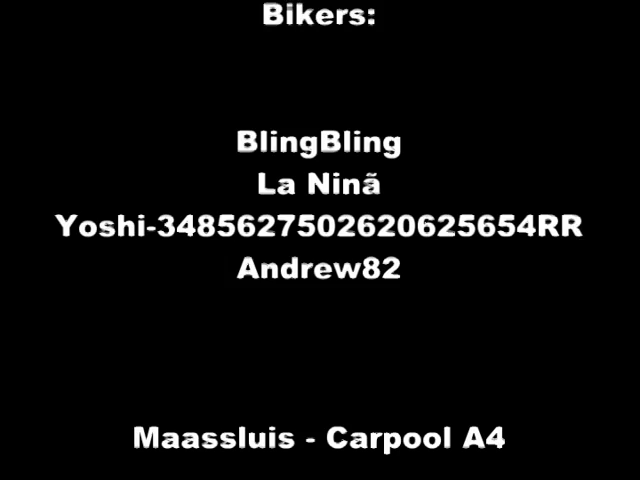 Bikers:
BlingBling
La Ninã
Yoshi-3485627502620625654RR
Andrew82
Maassluis - Carpool A4